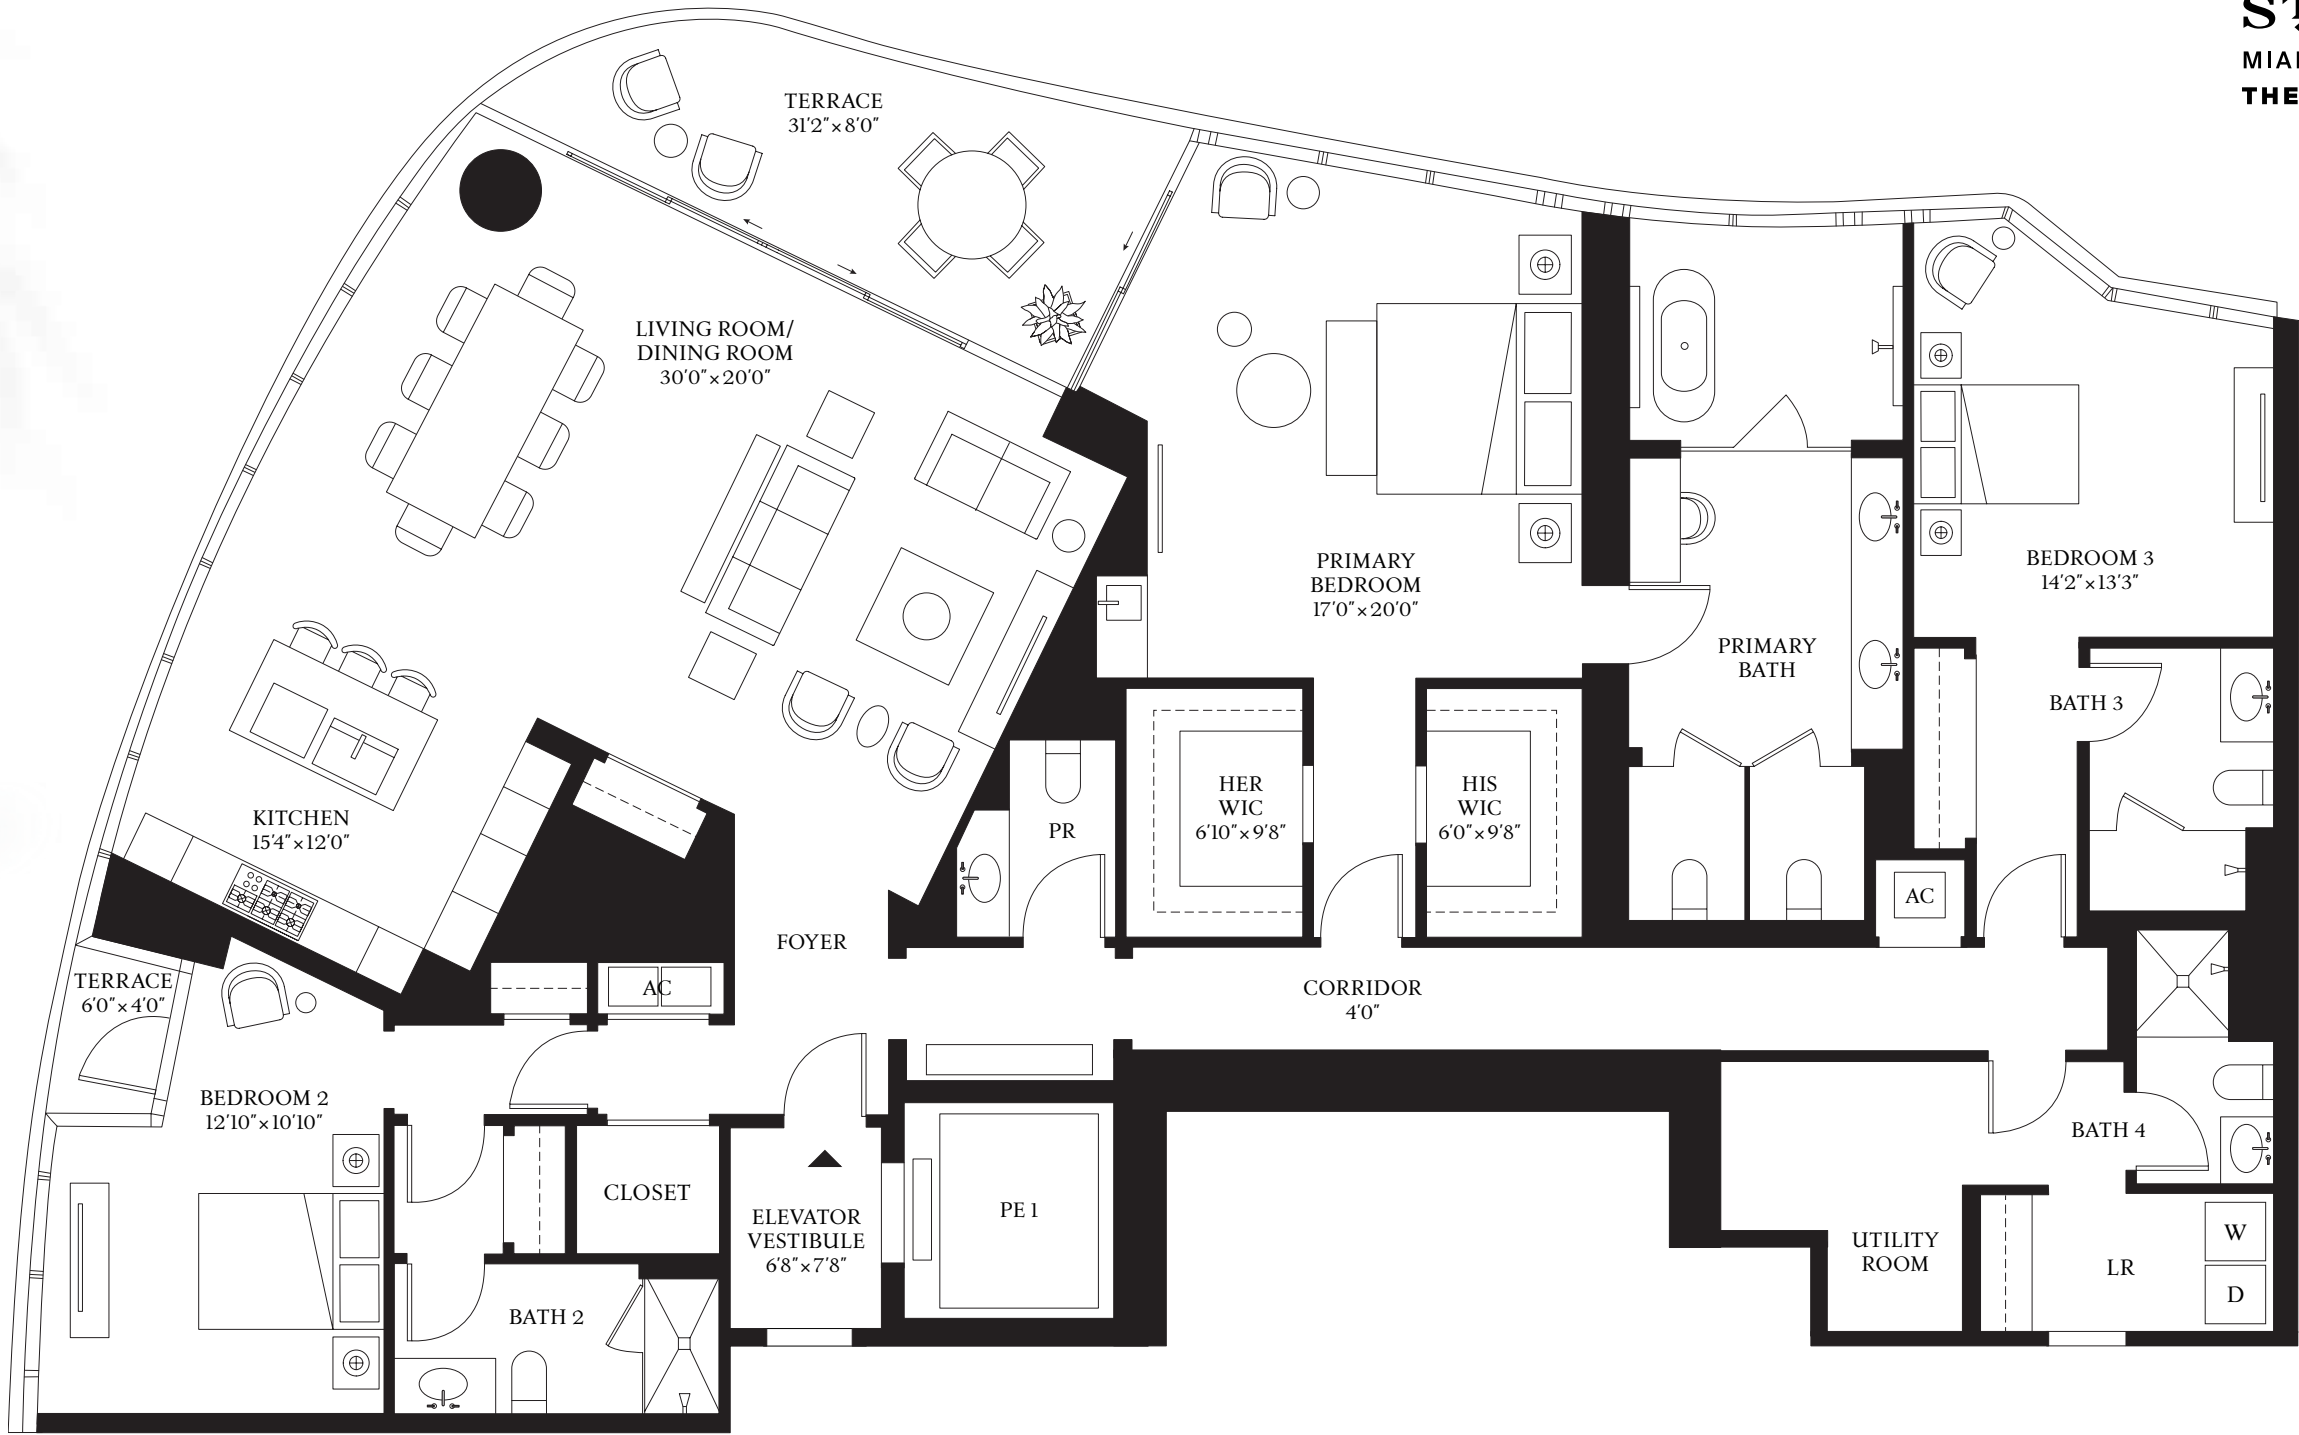 MIA
THE
TERRACE
31'2"×8'0"
LIVING ROOM/
DINING ROOM
30'0"×20'0"
PRIMARY
BEDROOM
17'0"×20'0"
BEDROOM 3
14'2"×13'3"
PRIMARY
BATH
BATH 3
KITCHEN
15'4"×12'0"
PR
HER
WIC
6'10"×9'8"
HIS
WIC
6'0"×9'8"
AC
FOYER
TERRACE
6'0"×4'0"
AC
CORRIDOR
4'0"
BEDROOM 2
12'10"×10'10"
BATH 4
CLOSET
ELEVATOR
VESTIBULE
6'8"×7'8"
PE 1
UTILITY
ROOM
LR
W
D
BATH 2